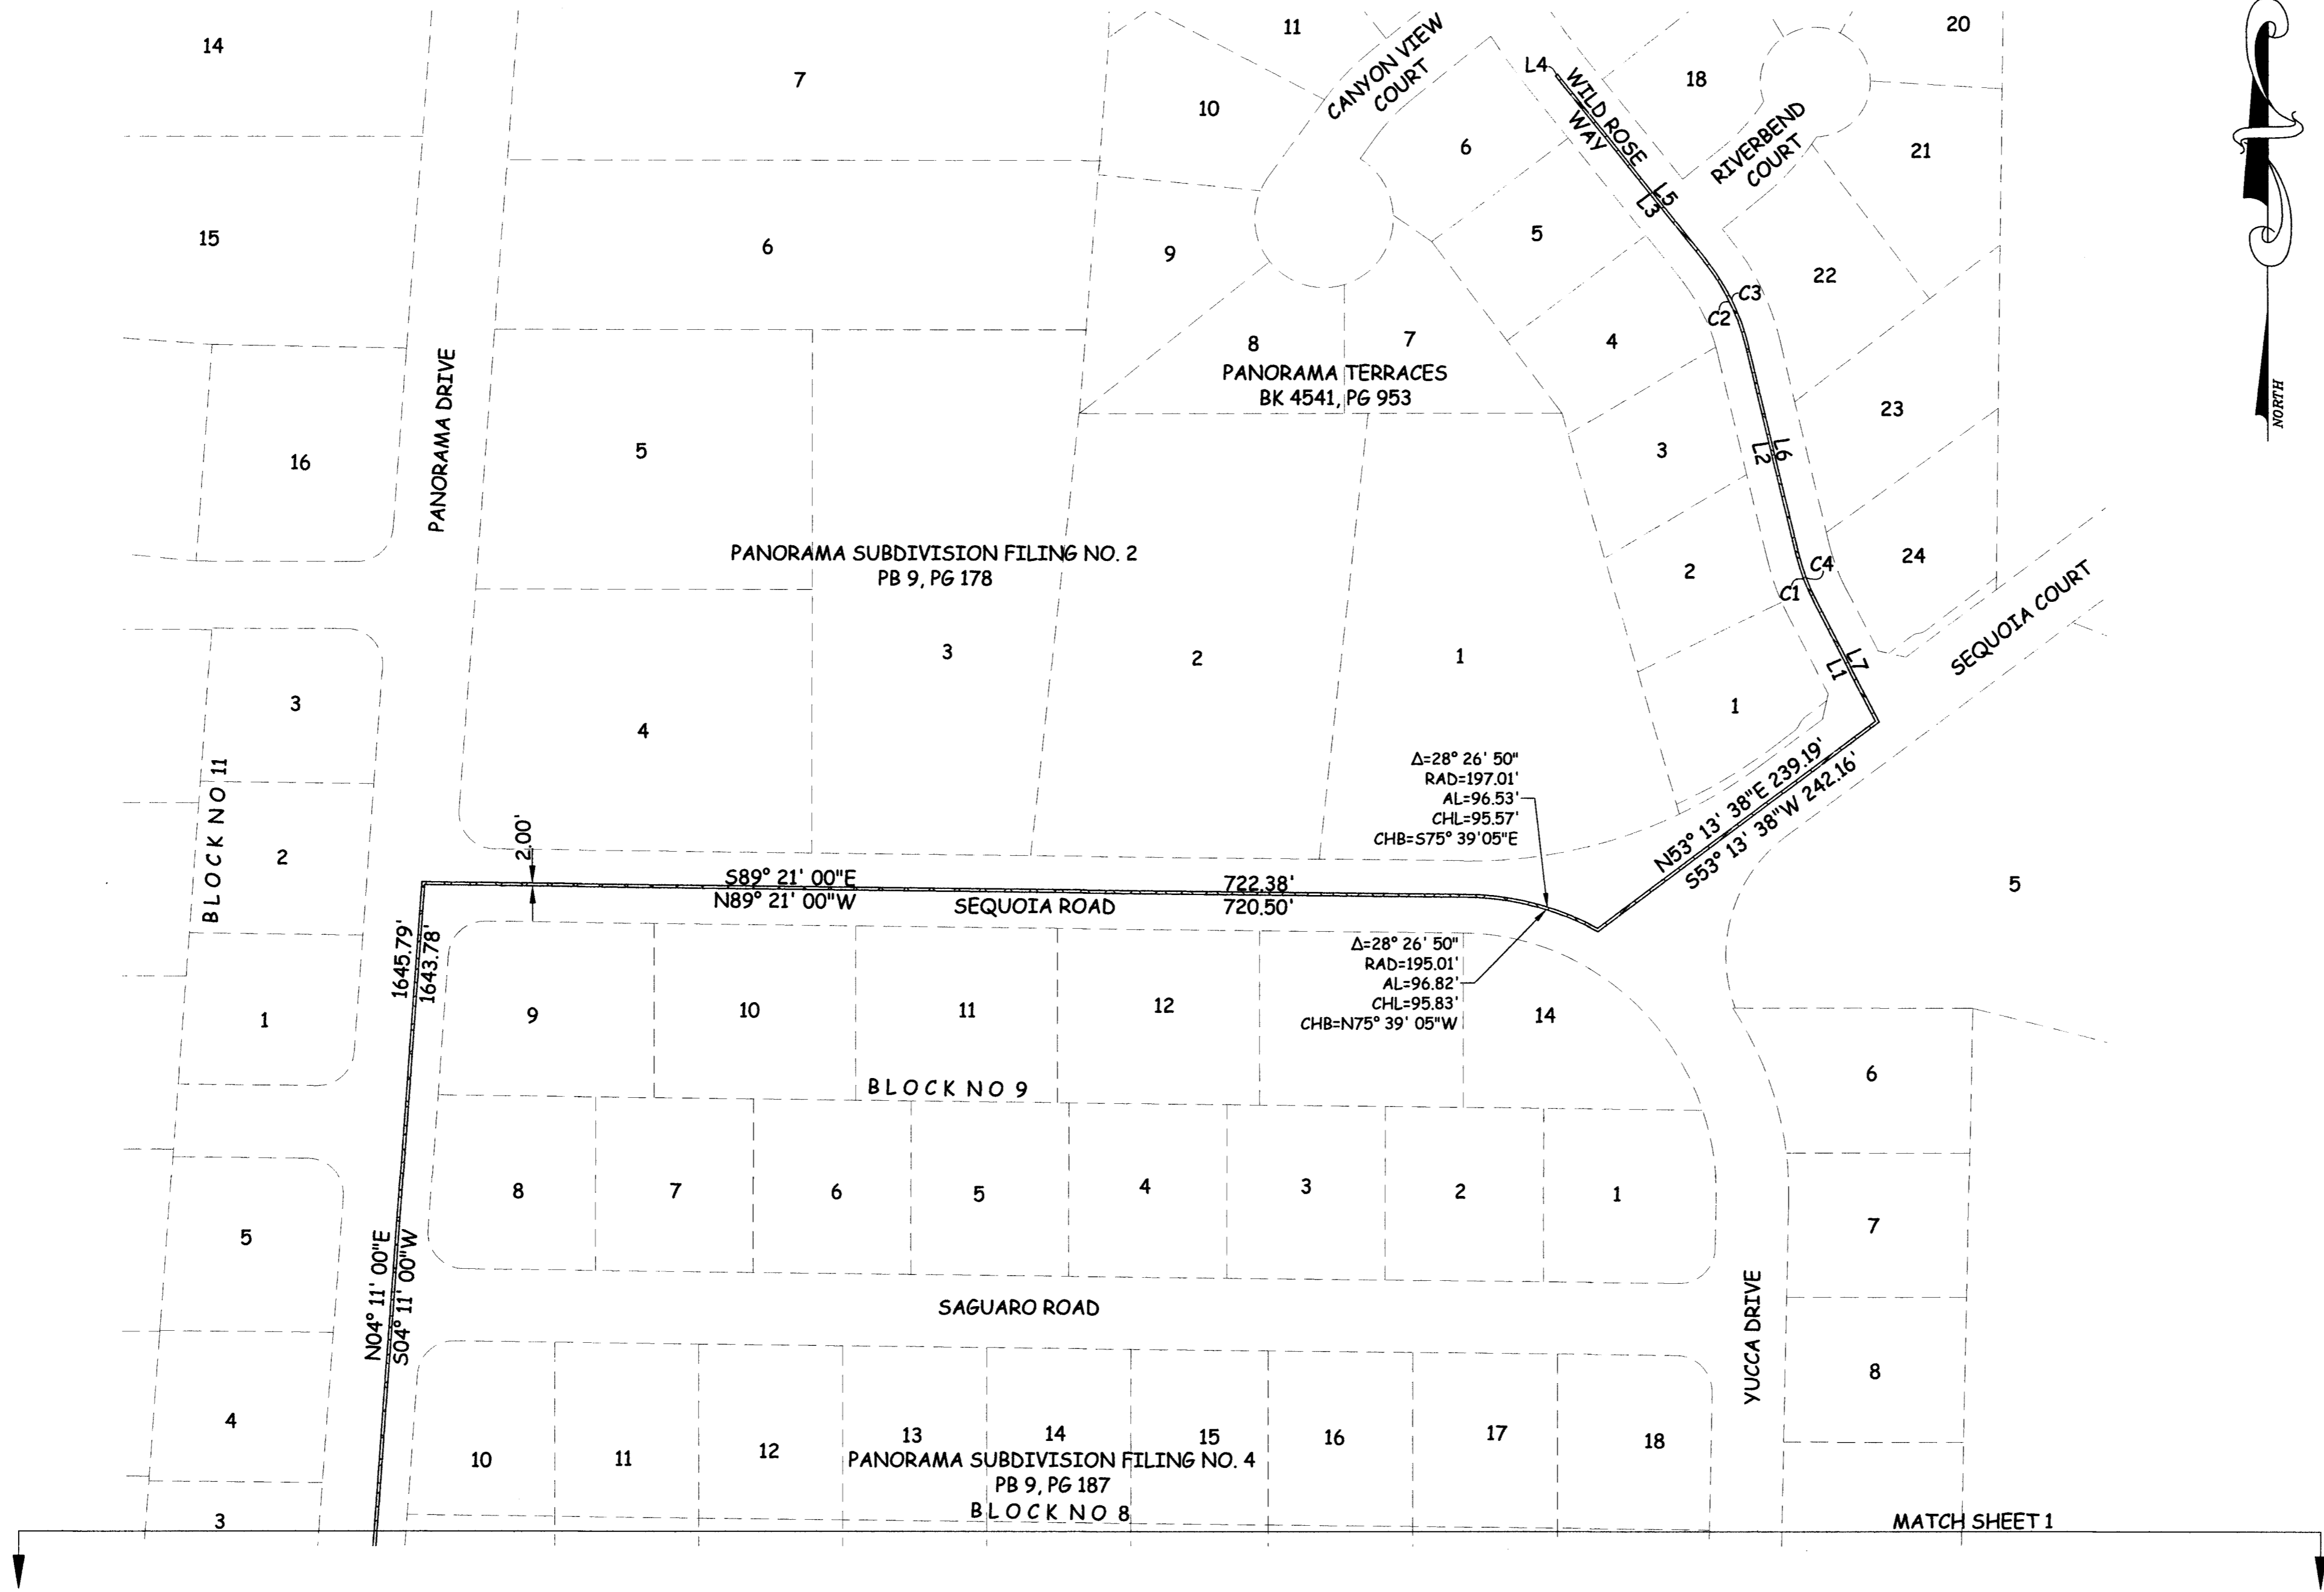 14
7
11
CANYON VIEW
COURT
L4
WILD ROSE
WAY
18
20
10
6
RIVERBEND
COURT
21
15
6
9
5
L5
L3
22
C3
C2
NORTH
PANORAMA DRIVE
8
7
4
PANORAMA TERRACES
BK 4541, PG 953
23
16
5
3
L2
L6
PANORAMA SUBDIVISION FILING NO. 2
PB 9, PG 178
2
C4
C1
24
SEQUOIA COURT
3
2
1
L1
L7
3
4
1
BLOCK NO 11
Δ=28° 26' 50"
RAD=197.01'
AL=96.53'
CHL=95.57'
CHB=S75° 39'05"E
N53° 13' 38"E 239.19'
S53° 13' 38"W 242.16'
2.00'
2
5
S89° 21' 00"E 722.38'
N89° 21' 00"W 720.50'
SEQUOIA ROAD
1645.79'
1643.78'
Δ=28° 26' 50"
RAD=195.01'
AL=96.82'
CHL=95.83'
CHB=N75° 39' 05"W
1
9
10
11
12
14
BLOCK NO 9
6
8
7
6
5
4
3
2
1
5
7
N04° 11' 00"E
S04° 11' 00"W
SAGUARO ROAD
YUCCA DRIVE
8
4
10
11
12
13
14
15
16
17
18
PANORAMA SUBDIVISION FILING NO. 4
PB 9, PG 187
BLOCK NO 8
3
MATCH SHEET 1